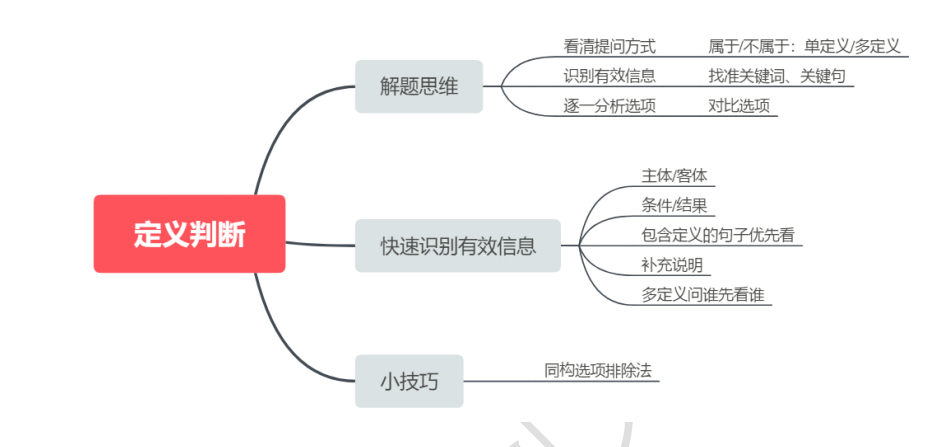 看清提问方式 属于/不属于：单定义/多定义
解题思维
识别有效信息 找准关键词、关键句
逐一分析选项 对比选项
主体/客体
条件/结果
定义判断
包含定义的句子优先看
快速识别有效信息
补充说明
多定义问谁先看谁
同构选项排除法
小技巧